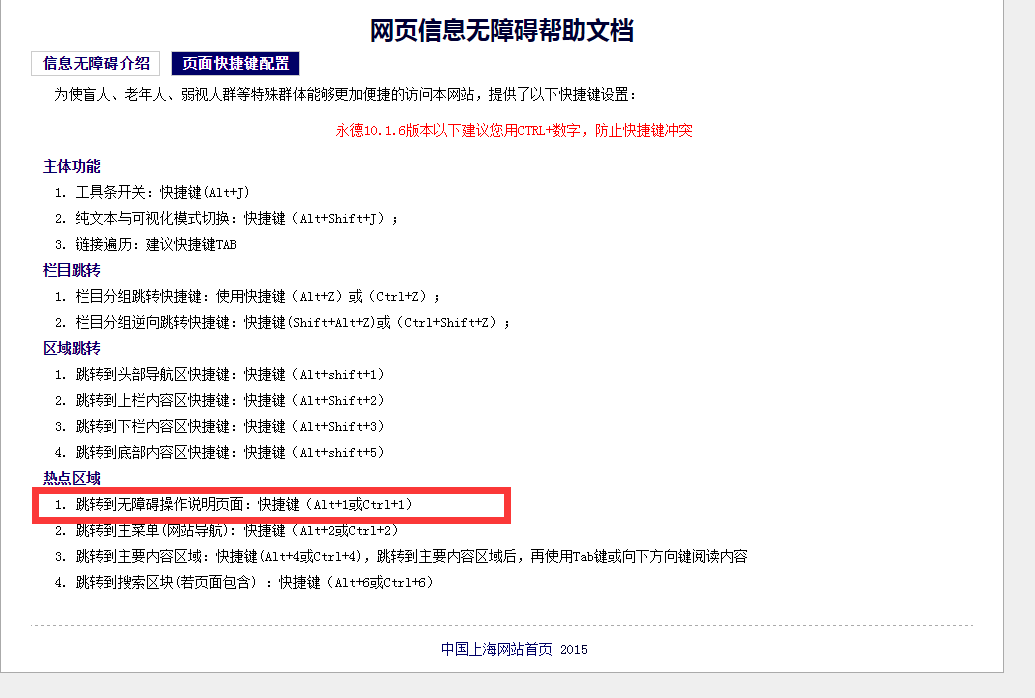 网页信息无障碍帮助文档
信息无障碍介绍 页面快捷键配置
为使盲人、老年人、弱视人群等特殊群体能够更加便捷的访问本网站，提供了以下快捷键设置：
永德10.1.6版本以下建议您用CTRL+数字，防止快捷键冲突
主体功能
1. 工具条开关：快捷键(Alt+J)
2. 纯文本与可视化模式切换：快捷键（Alt+Shift+J）；
3. 链接遍历：建议快捷键TAB
栏目跳转
1. 栏目分组跳转快捷键：使用快捷键（Alt+Z）或（Ctrl+Z）；
2. 栏目分组逆向跳转快捷键：快捷键(Shift+Alt+Z)或（Ctrl+Shift+Z）；
区域跳转
1. 跳转到头部导航区快捷键：快捷键（Alt+shift+1）
2. 跳转到上栏内容区快捷键：快捷键（Alt+Shift+2）
3. 跳转到下栏内容区快捷键：快捷键（Alt+Shift+3）
4. 跳转到底部内容区快捷键：快捷键（Alt+shift+5）
热点区域
1. 跳转到无障碍操作说明页面：快捷键（Alt+1或Ctrl+1）
2. 跳转到主菜单(网站导航)：快捷键（Alt+2或Ctrl+2）
3. 跳转到主要内容区域：快捷键(Alt+4或Ctrl+4)，跳转到主要内容区域后，再使用Tab键或向下方向键阅读内容
4. 跳转到搜索区块(若页面包含) ：快捷键（Alt+6或Ctrl+6）
中国上海网站首页 2015